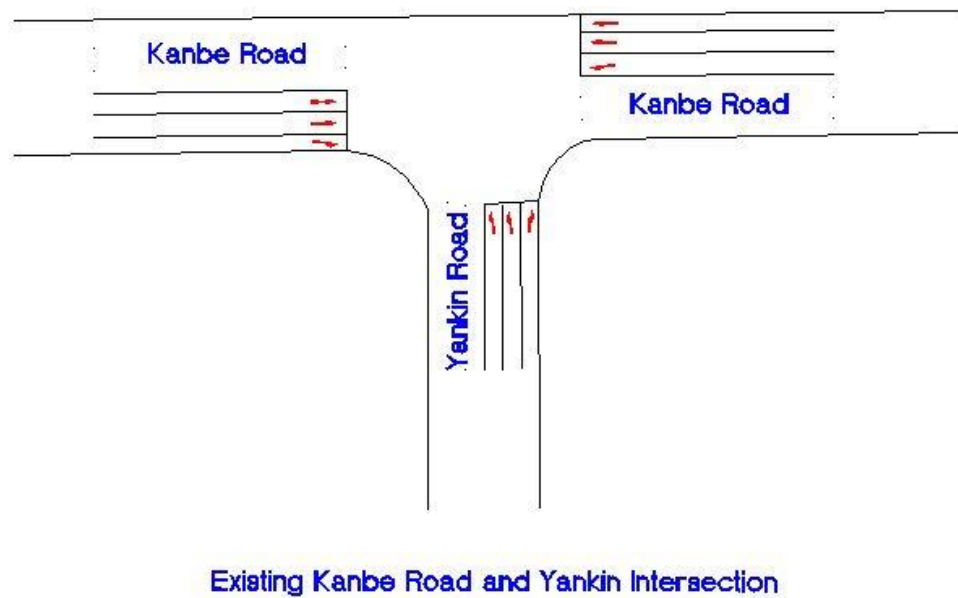 Kanbe Road
Kanbe Road
Yankin Road
Existing Kanbe Road and Yankin Intersection